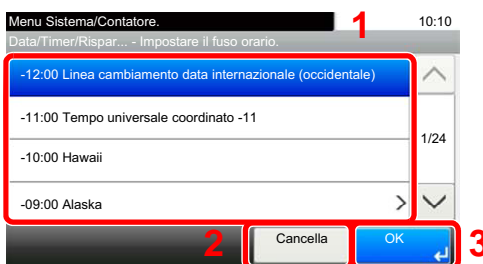 Menu Sistema/Contatore.
1
10:10
Data/Timer/Rispar... - Impostare il fuso orario.
-12:00 Linea cambiamento data internazionale (occidentale)
-11:00 Tempo universale coordinato -11
1/24
-10:00 Hawaii
-09:00 Alaska
2
Cancella
OK
3